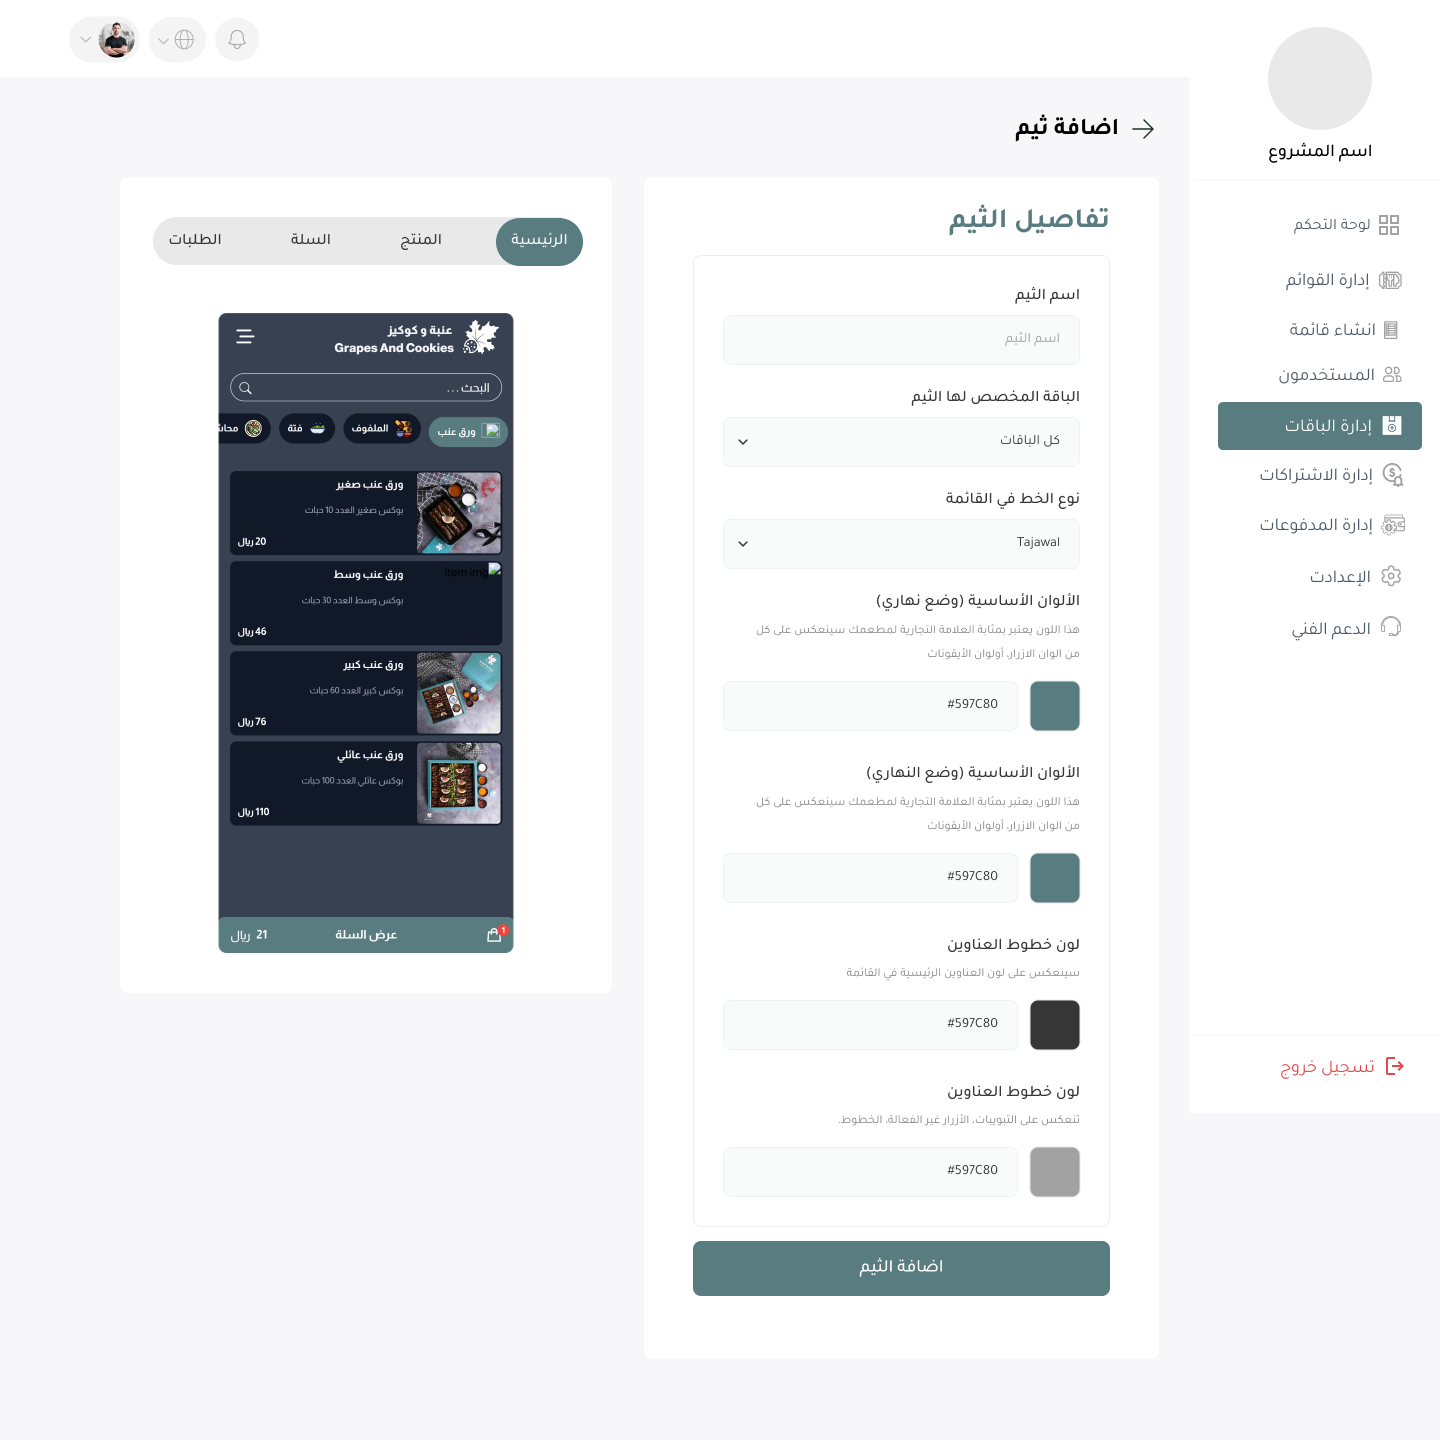 اسم المشروع
لوحة التحكم
إدارة القوائم
انشاء قائمة
المستخدمون
إدارة الباقات
إدارة الاشتراكات
إدارة المدفوعات
الإعدادت
الدعم الفني
تسجيل خروج
اضافة ثيم
تفاصيل الثيم
اسم الثيم
اسم الثيم
الباقة المخصص لها الثيم
كل الباقات
نوع الخط في القائمة
Tajawal
الألوان الأساسية (وضع نهاري)
هذا اللون يعتبر بمثابة العلامة التجارية لمطعمك سينعكس على كل
من الوان الازرار، أولوان الأيقونات
#597C80
الألوان الأساسية (وضع النهاري)
هذا اللون يعتبر بمثابة العلامة التجارية لمطعمك سينعكس على كل
من الوان الازرار، أولوان الأيقونات
#597C80
لون خطوط العناوين
سينعكس على لون العناوين الرئيسية في القائمة
#597C80
لون خطوط العناوين
تنعكس على التبويبات، الأزرار غير الفعالة، الخطوط.
#597C80
اضافة الثيم
الرئيسية المنتج السلة الطلبات
عنبة و كوكيز
Grapes And Cookies
البحث...
ورق عنب الملفوف فتة محاش
ورق عنب صغير
بوكس صغير العدد 10 حبات
20 ريال
item img
ورق عنب وسط
بوكس وسط العدد 30 حبات
46 ريال
ورق عنب كبير
بوكس كبير العدد 60 حبات
76 ريال
ورق عنب عائلي
بوكس عائلي العدد 100 حبات
110 ريال
1 عرض السلة 21 ريال